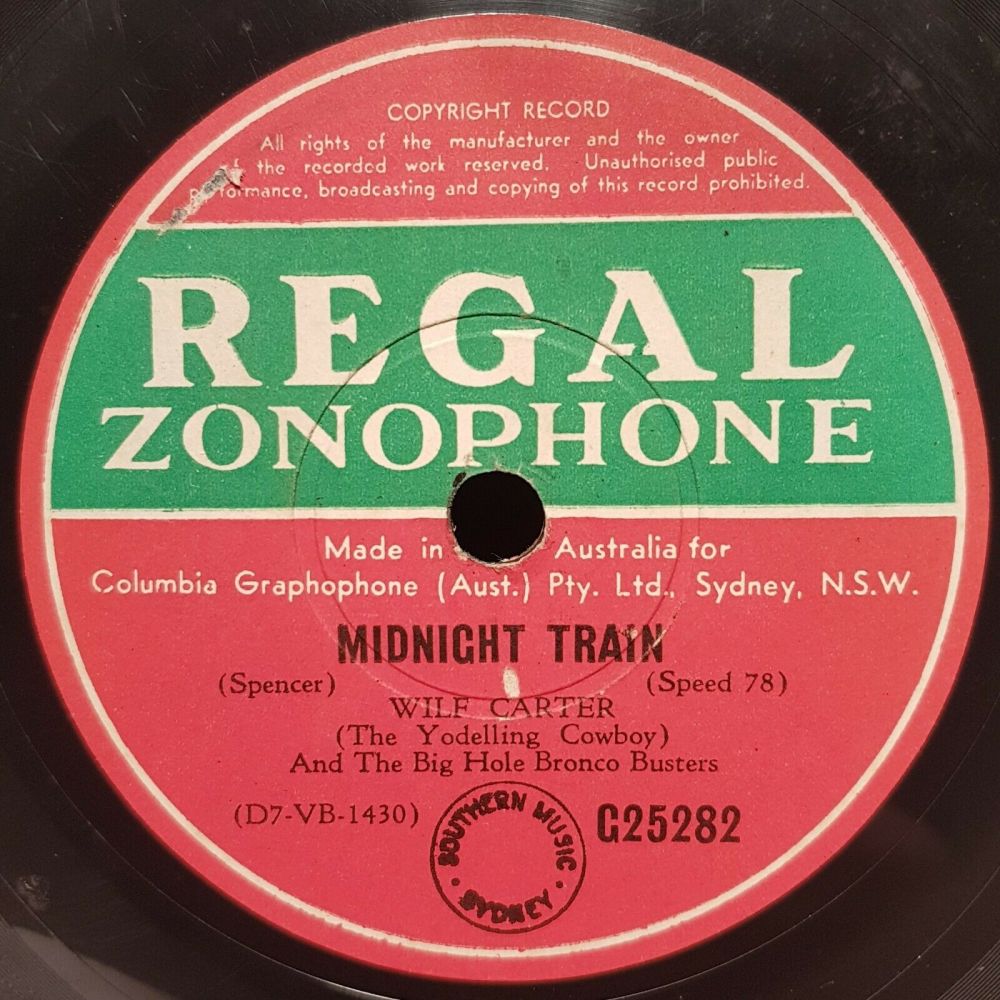 COPYRIGHT RECORD
All rights of the manufacturer and the owner
of the recorded work reserved. Unauthorised public
performance, broadcasting and copying of this record prohibited.
REGAL
ZONOPHONE
Made in Australia for
Columbia Graphophone (Aust.) Pty. Ltd., Sydney, N.S.W.
MIDNIGHT TRAIN
(Spencer) (Speed 78)
WILF CARTER
(The Yodelling Cowboy)
And The Big Hole Bronco Busters
(D7-VB-1430) G25282
SOUTHERN MUSIC · SYDNEY ·